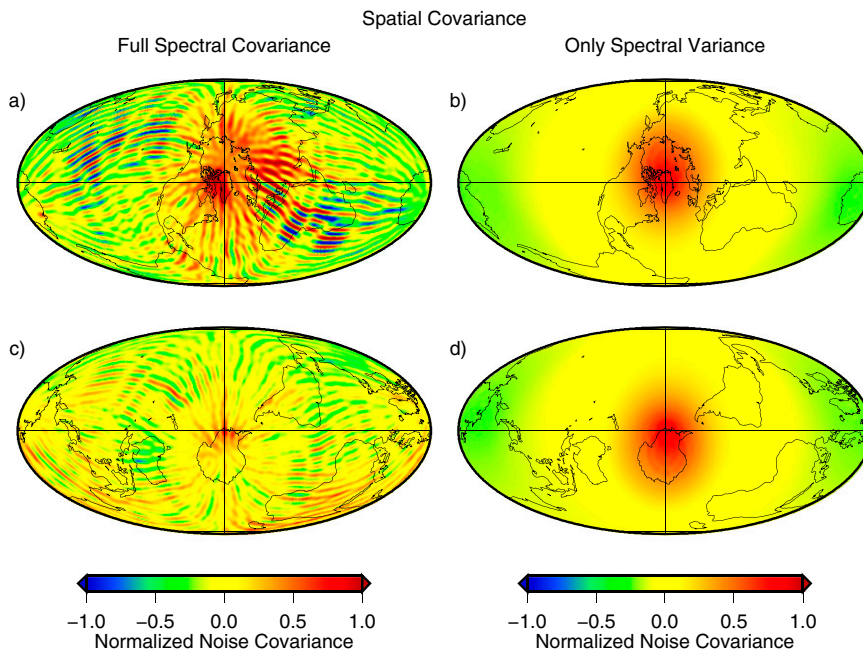 Spatial Covariance
Full Spectral Covariance
Only Spectral Variance
a)
b)
c)
d)
−1.0 −0.5 0.0 0.5 1.0
Normalized Noise Covariance
−1.0 −0.5 0.0 0.5 1.0
Normalized Noise Covariance